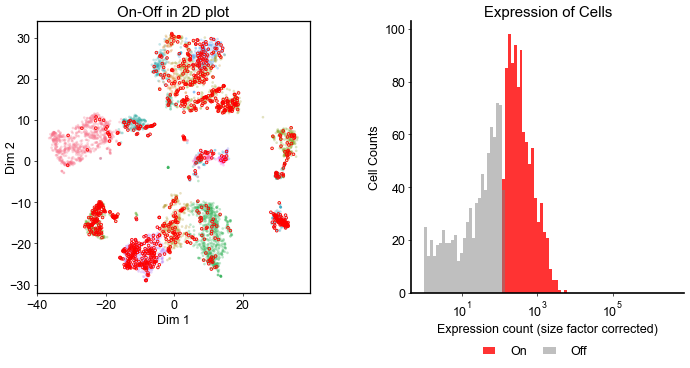 On-Off in 2D plot
30
20
10
0
−10
−20
−30
−40
−20
0
20
Dim 2
Dim 1
Expression of Cells
100
80
60
40
20
0
10^1
10^3
10^5
Cell Counts
Expression count (size factor corrected)
On
Off